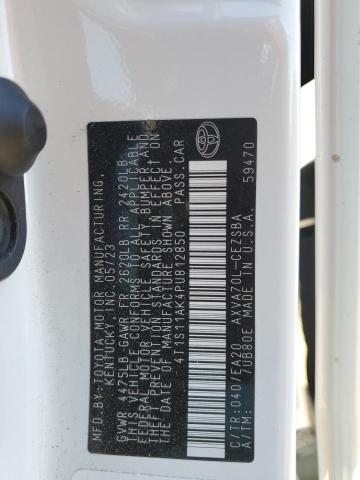 MFD. BY: TOYOTA MOTOR MANUFACTURING,
KENTUCKY, INC. 05/23
GVWR 4475LB GAWR FR 2620LB RR 2420LB
THIS VEHICLE CONFORMS TO ALL APPLICABLE
FEDERAL MOTOR VEHICLE SAFETY, BUMPER AND
THEFT PREVENTION STANDARDS IN EFFECT ON
THE DATE OF MANUFACTURE SHOWN ABOVE.
4T1S11AK4PU812850 PASS.CAR
C/TR:040/EA20 AXVA70L-CEZSBA
A/TM: /UB80E MADE IN U.S.A. 59470